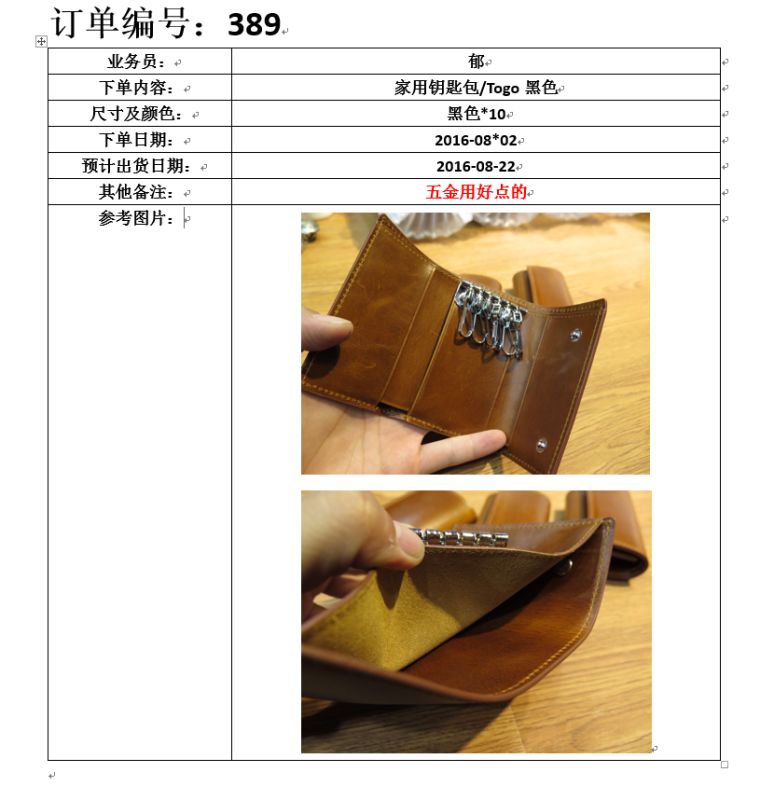 订单编号：389
业务员： 郁
下单内容： 家用钥匙包/Togo 黑色
尺寸及颜色： 黑色*10
下单日期： 2016-08*02
预计出货日期： 2016-08-22
其他备注： 五金用好点的
参考图片：